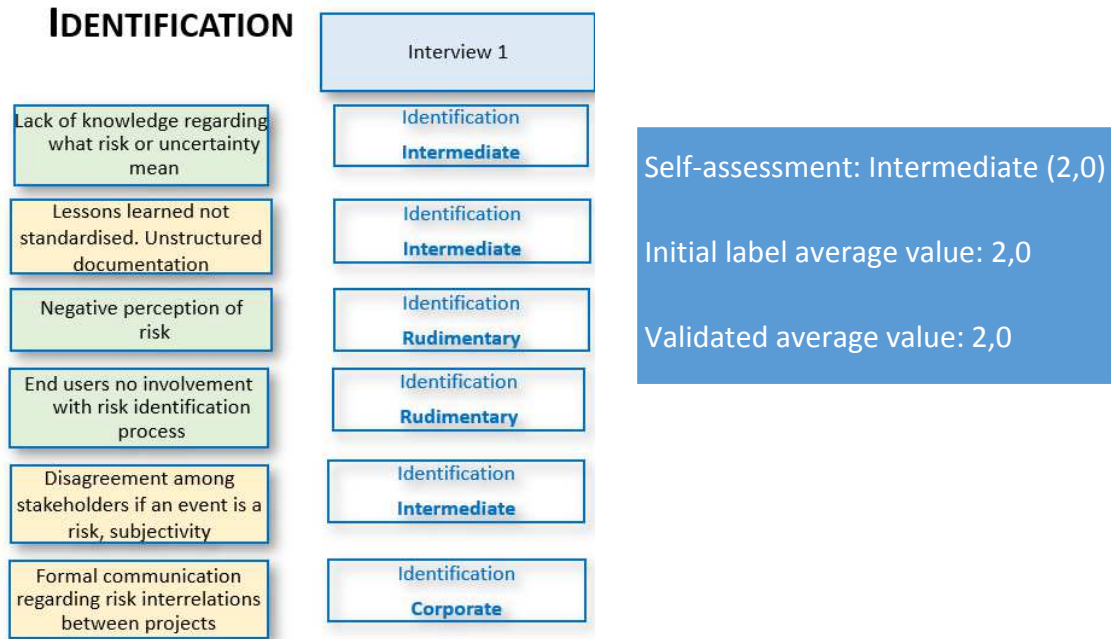 IDENTIFICATION
Interview 1
Lack of knowledge regarding
what risk or uncertainty
mean
Identification
Intermediate
Lessons learned not
standardised. Unstructured
documentation
Identification
Intermediate
Negative perception of
risk
Identification
Rudimentary
End users no involvement
with risk identification
process
Identification
Rudimentary
Disagreement among
stakeholders if an event is a
risk, subjectivity
Identification
Intermediate
Formal communication
regarding risk interrelations
between projects
Identification
Corporate
Self-assessment: Intermediate (2,0)
Initial label average value: 2,0
Validated average value: 2,0